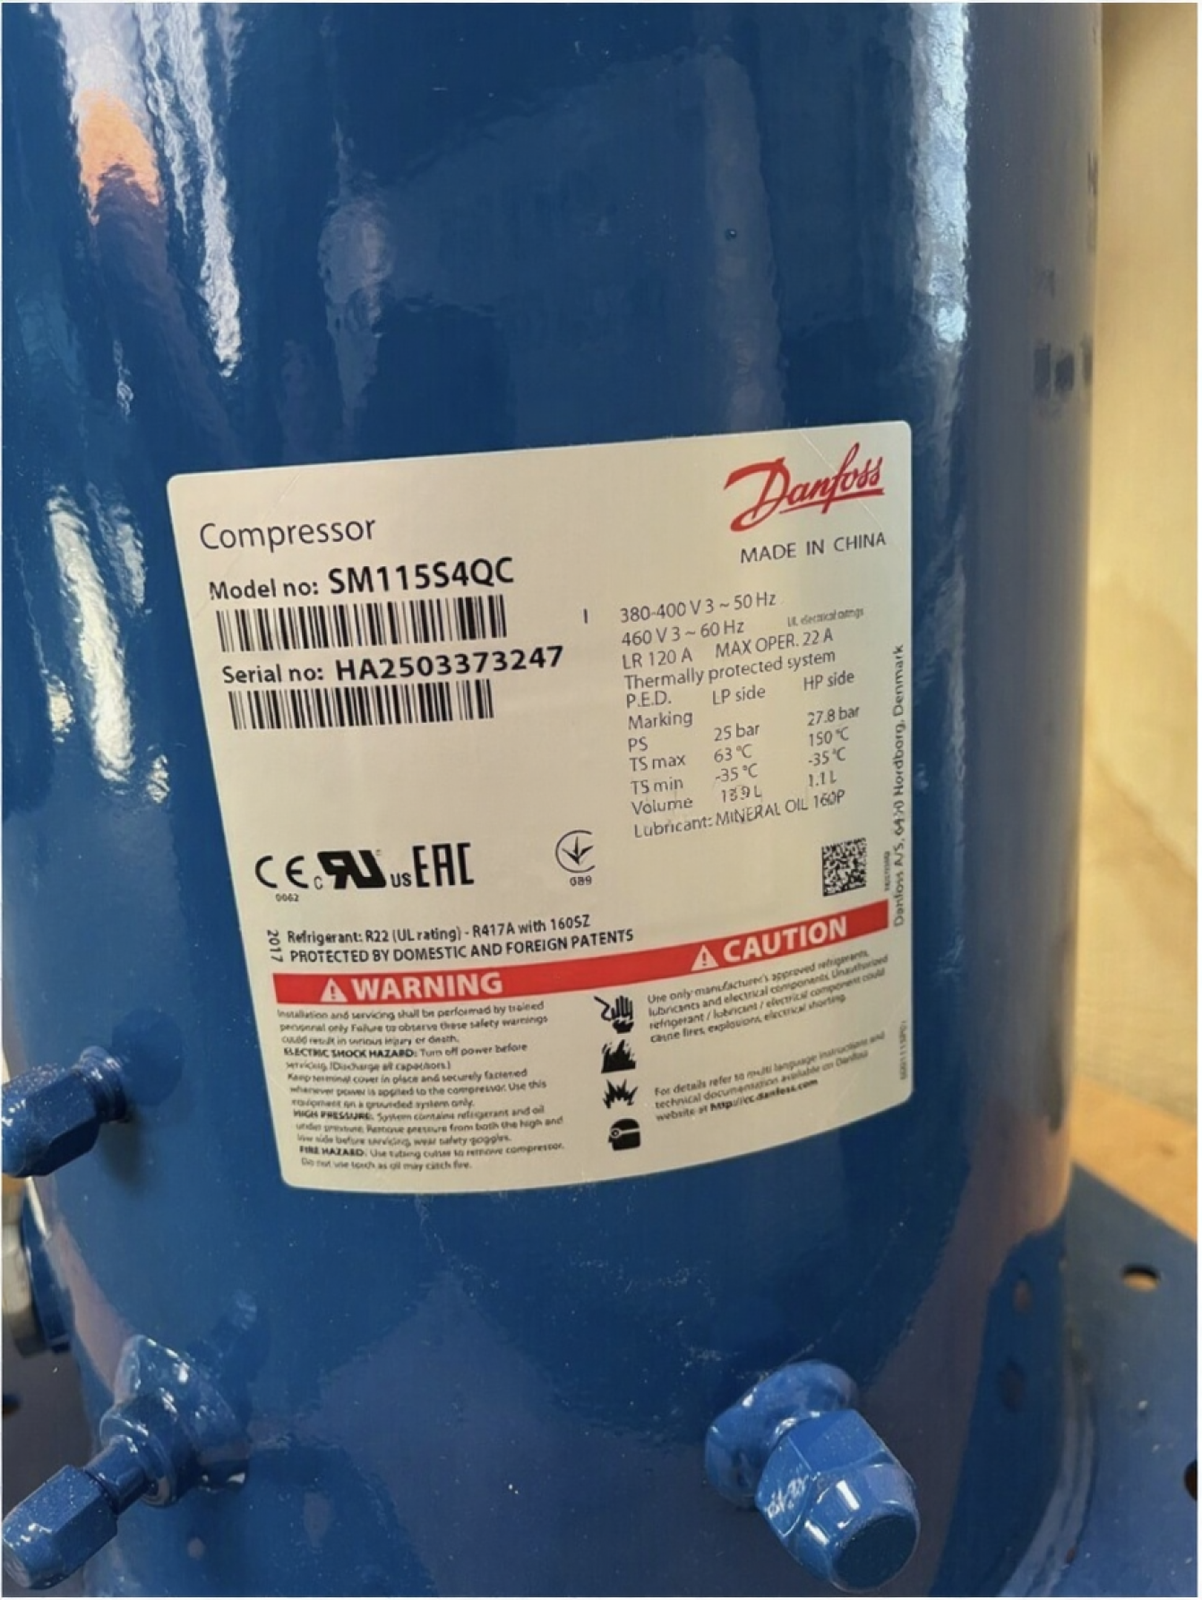 Danfoss
MADE IN CHINA
Compressor
Model no: SM115S4QC
Serial no: HA2503373247
I
380-400 V 3 ~ 50 Hz
460 V 3 ~ 60 Hz UL electrical ratings
LR 120 A MAX OPER. 22 A
Thermally protected system
P.E.D. LP side HP side
Marking
PS 25 bar 27.8 bar
TS max 63 °C 150 °C
TS min -35 °C -35 °C
Volume 13.9 L 1.1 L
Lubricant: MINERAL OIL 160P
CE
0062
c RU US EAC
089
2017
Refrigerant: R22 (UL rating) - R417A with 160SZ
PROTECTED BY DOMESTIC AND FOREIGN PATENTS
Danfoss A/S, 6430 Nordborg, Denmark
WARNING
Installation and servicing shall be performed by trained
personnal only Failure to observe these safety warnings
could result in serious injury or death.
ELECTRIC SHOCK HAZARD: Turn off power before
servicing. (Discharge all capacitors.)
Keep terminal cover in place and securely fastened
whenever power is applied to the compressor. Use this
equipment on a grounded system only.
HIGH PRESSURE: System contains refrigerant and oil
under pressure. Remove pressure from both the high and
low side before servicing, wear safety goggles.
FIRE HAZARD: Use tubing cutter to remove compressor.
Do not use torch as oil may catch fire.
CAUTION
Use only manufacturer's approved refrigerants,
lubricants and electrical components. Unauthorized
refrigerant / lubricant / electrical component could
cause fires, explosions, electrical shorting.
For details refer to multi language instructions and
technical documentation available on Danfoss
website at http://cc.danfoss.com